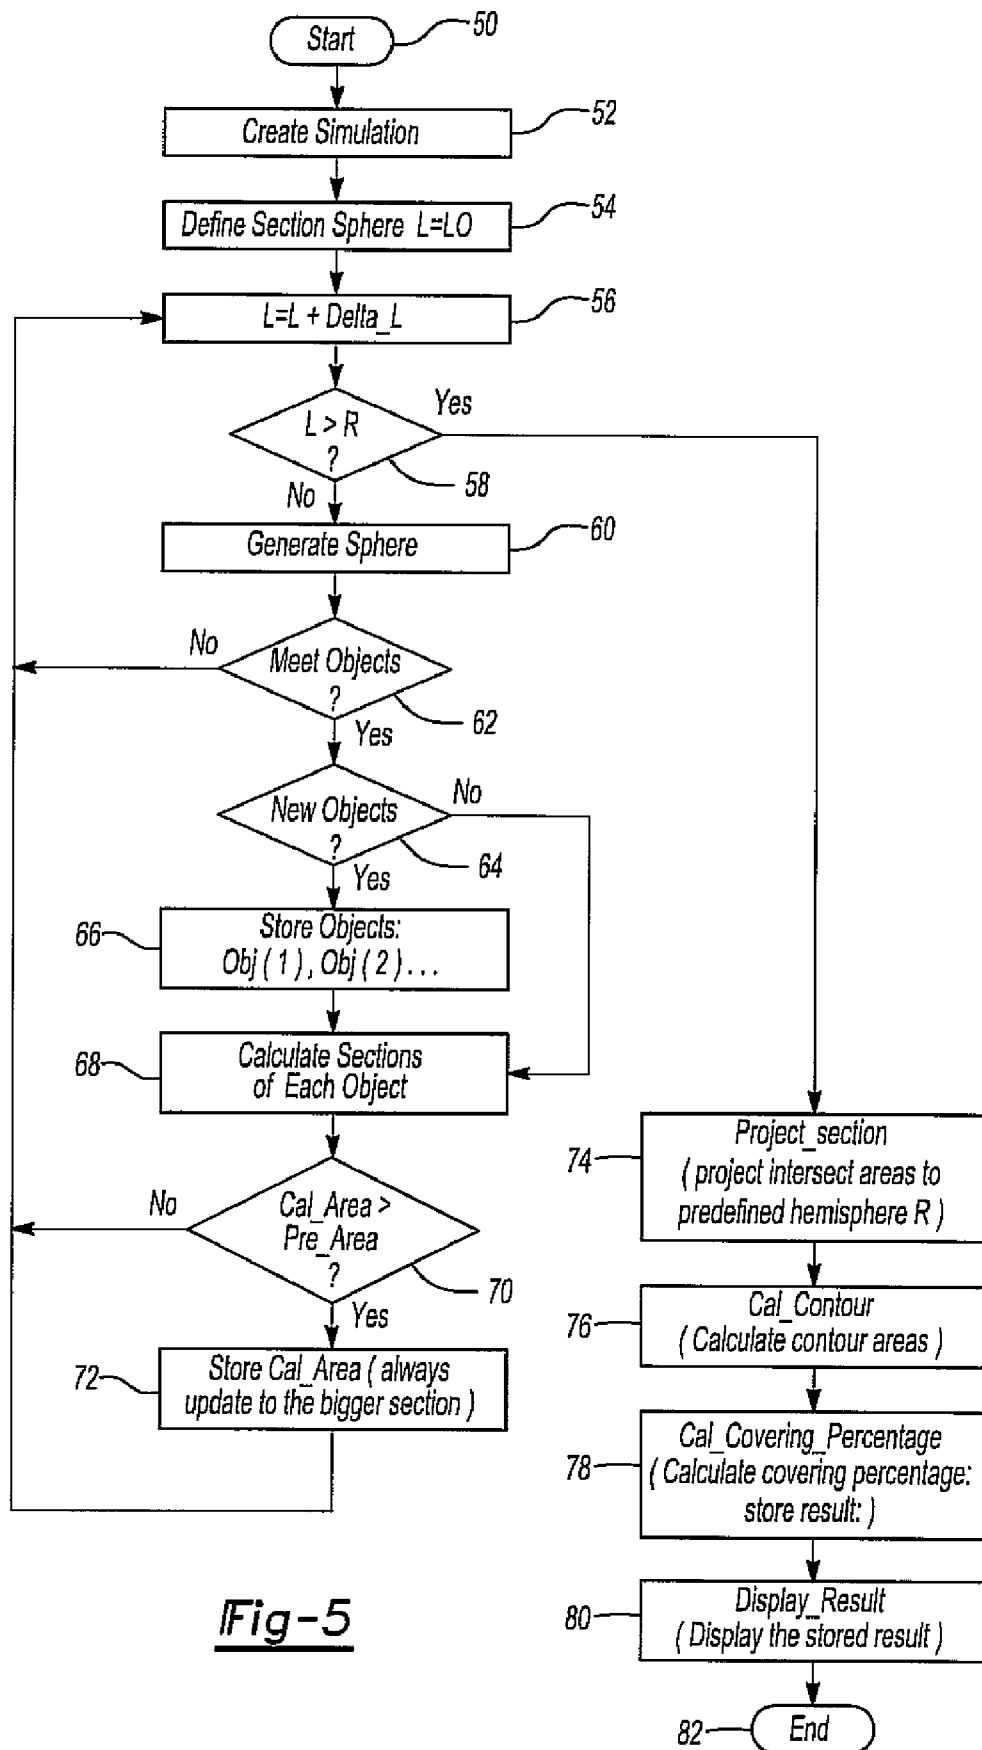 Start
50
Create Simulation
52
Define Section Sphere L=LO
54
L=L + Delta_L
56
L > R
?
Yes
58
No
Generate Sphere
60
No
Meet Objects
?
62
Yes
New Objects
?
No
64
Yes
66
Store Objects:
Obj ( 1 ) , Obj ( 2 ) . . .
68
Calculate Sections
of Each Object
No
Cal_Area >
Pre_Area
?
70
Yes
72
Store Cal_Area ( always
update to the bigger section )
74
Project_section
( project intersect areas to
predefined hemisphere R )
76
Cal_Contour
( Calculate contour areas )
78
Cal_Covering_Percentage
( Calculate covering percentage:
store result: )
80
Display_Result
( Display the stored result )
82
End
Fig-5